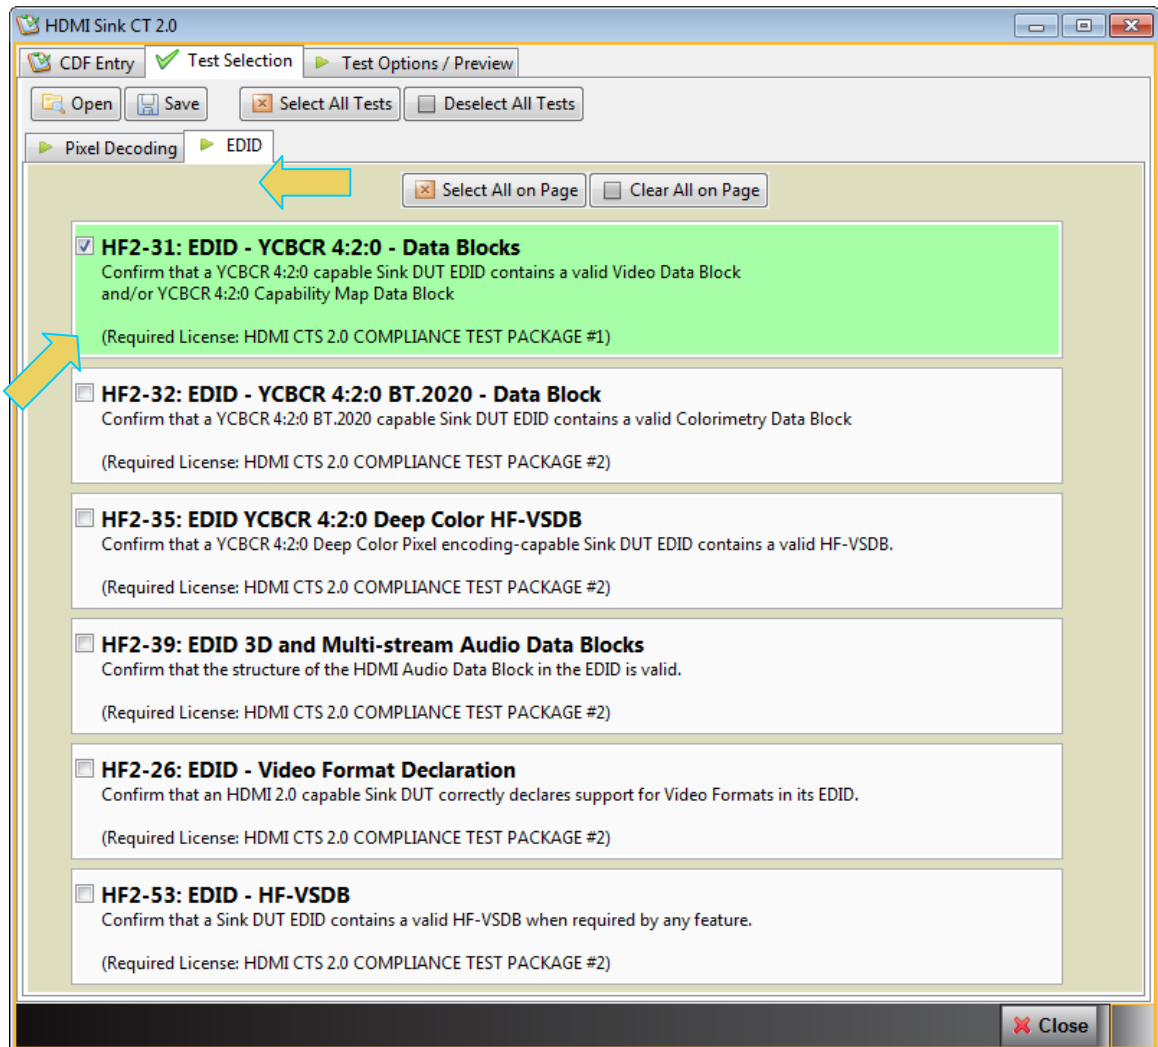 HDMI Sink CT 2.0
CDF Entry Test Selection Test Options / Preview
Open Save Select All Tests Deselect All Tests
Pixel Decoding EDID
Select All on Page Clear All on Page
HF2-31: EDID - YCBCR 4:2:0 - Data Blocks
Confirm that a YCBCR 4:2:0 capable Sink DUT EDID contains a valid Video Data Block
and/or YCBCR 4:2:0 Capability Map Data Block
(Required License: HDMI CTS 2.0 COMPLIANCE TEST PACKAGE #1)
HF2-32: EDID - YCBCR 4:2:0 BT.2020 - Data Block
Confirm that a YCBCR 4:2:0 BT.2020 capable Sink DUT EDID contains a valid Colorimetry Data Block
(Required License: HDMI CTS 2.0 COMPLIANCE TEST PACKAGE #2)
HF2-35: EDID YCBCR 4:2:0 Deep Color HF-VSDB
Confirm that a YCBCR 4:2:0 Deep Color Pixel encoding-capable Sink DUT EDID contains a valid HF-VSDB.
(Required License: HDMI CTS 2.0 COMPLIANCE TEST PACKAGE #2)
HF2-39: EDID 3D and Multi-stream Audio Data Blocks
Confirm that the structure of the HDMI Audio Data Block in the EDID is valid.
(Required License: HDMI CTS 2.0 COMPLIANCE TEST PACKAGE #2)
HF2-26: EDID - Video Format Declaration
Confirm that an HDMI 2.0 capable Sink DUT correctly declares support for Video Formats in its EDID.
(Required License: HDMI CTS 2.0 COMPLIANCE TEST PACKAGE #2)
HF2-53: EDID - HF-VSDB
Confirm that a Sink DUT EDID contains a valid HF-VSDB when required by any feature.
(Required License: HDMI CTS 2.0 COMPLIANCE TEST PACKAGE #2)
Close